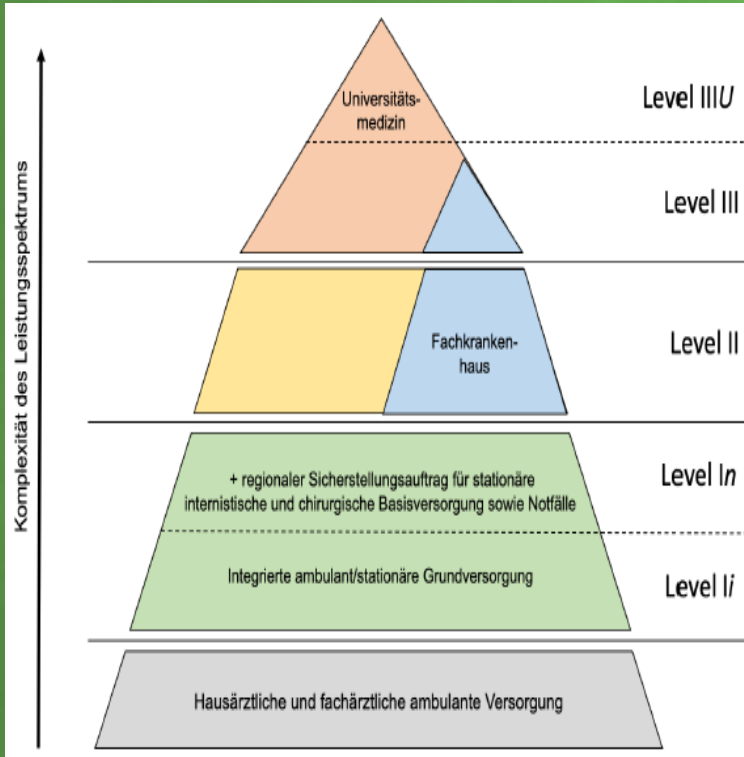 Komplexität des Leistungsspektrums
Universitäts-
medizin
Level IIIU
Level III
Fachkranken-
haus
Level II
+ regionaler Sicherstellungsauftrag für stationäre
internistische und chirurgische Basisversorgung sowie Notfälle
Level In
Integrierte ambulant/stationäre Grundversorgung
Level Ii
Hausärztliche und fachärztliche ambulante Versorgung